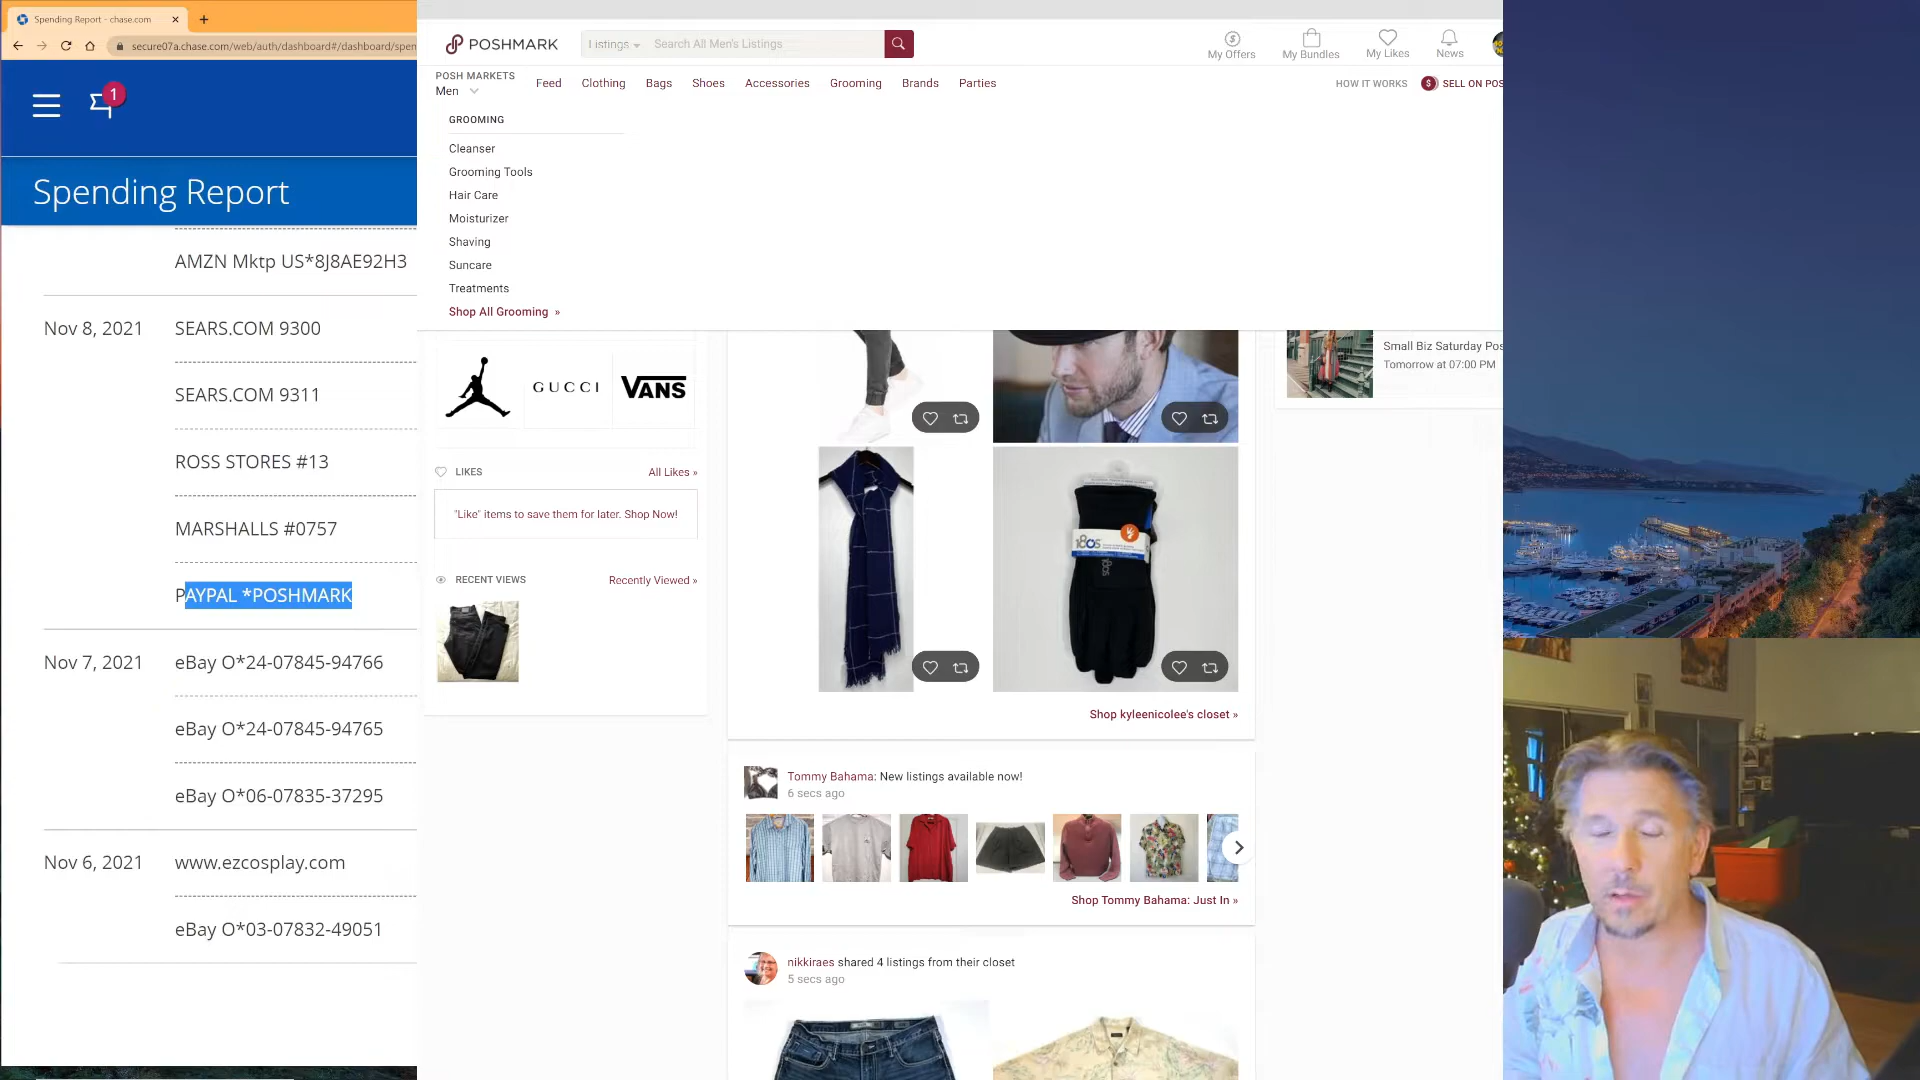 Spending Report - chase.com
secure07a.chase.com/web/auth/dashboard#/dashboard/spen
1
Spending Report
AMZN Mktp US*8J8AE92H3
Nov 8, 2021
SEARS.COM 9300
SEARS.COM 9311
ROSS STORES #13
MARSHALLS #0757
PAYPAL *POSHMARK
Nov 7, 2021
eBay O*24-07845-94766
eBay O*24-07845-94765
eBay O*06-07835-37295
Nov 6, 2021
www.ezcosplay.com
eBay O*03-07832-49051
POSHMARK
Listings
Search All Men's Listings
My Offers
My Bundles
My Likes
News
POSH MARKETS
Men
Feed
Clothing
Bags
Shoes
Accessories
Grooming
Brands
Parties
HOW IT WORKS
$ SELL ON POS
GROOMING
Cleanser
Grooming Tools
Hair Care
Moisturizer
Shaving
Suncare
Treatments
Shop All Grooming »
GUCCI
VANS
LIKES
All Likes »
"Like" items to save them for later. Shop Now!
RECENT VIEWS
Recently Viewed »
180s
180s
Shop kyleenicolee's closet »
Tommy Bahama: New listings available now!
6 secs ago
Shop Tommy Bahama: Just In »
nikkiraes shared 4 listings from their closet
5 secs ago
Small Biz Saturday Pos
Tomorrow at 07:00 PM